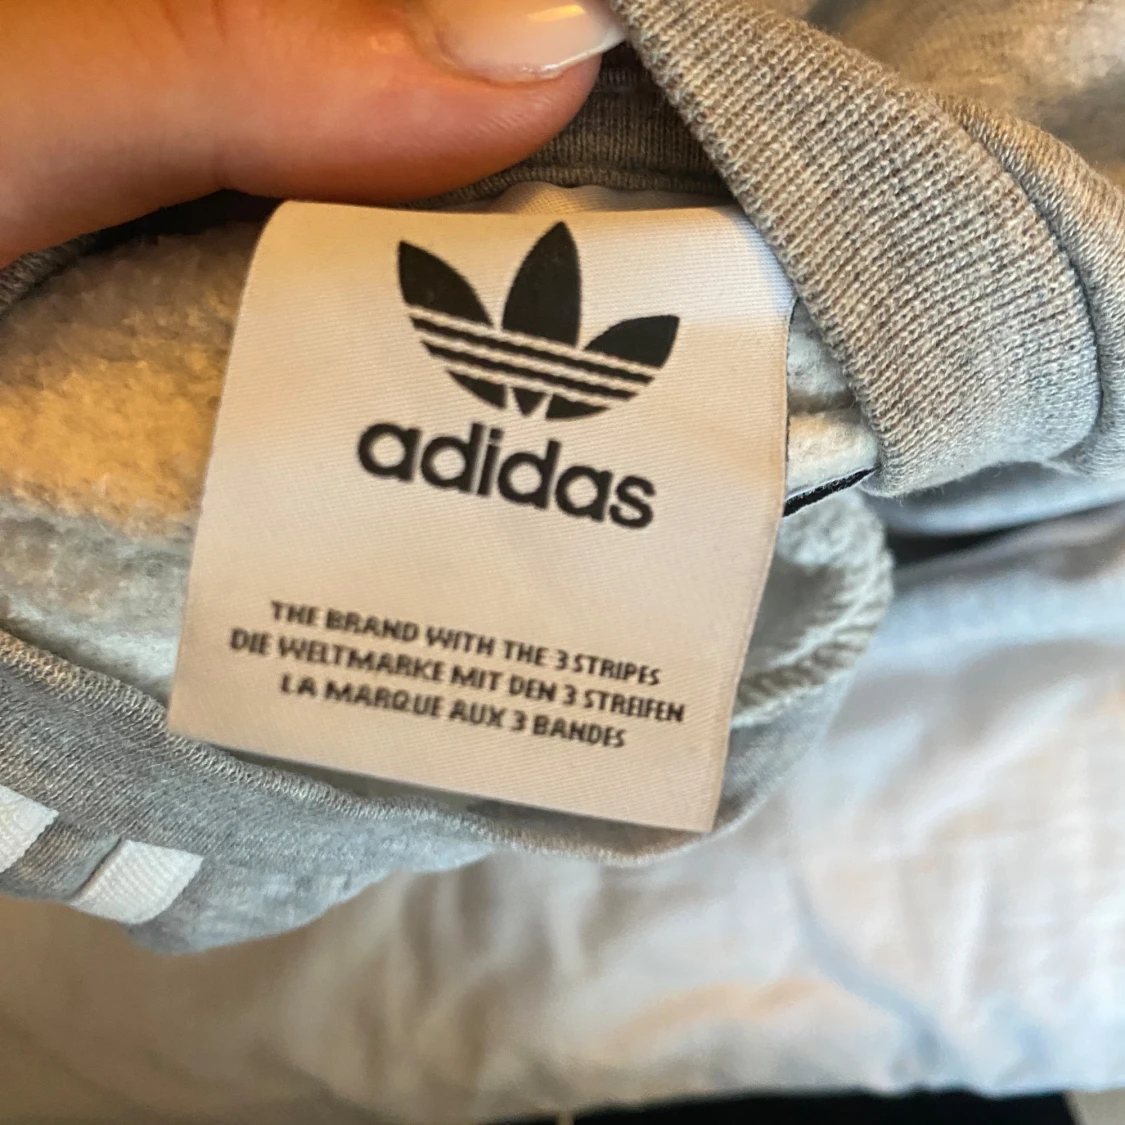 adidas
THE BRAND WITH THE 3 STRIPES
DIE WELTMARKE MIT DEN 3 STREIFEN
LA MARQUE AUX 3 BANDES